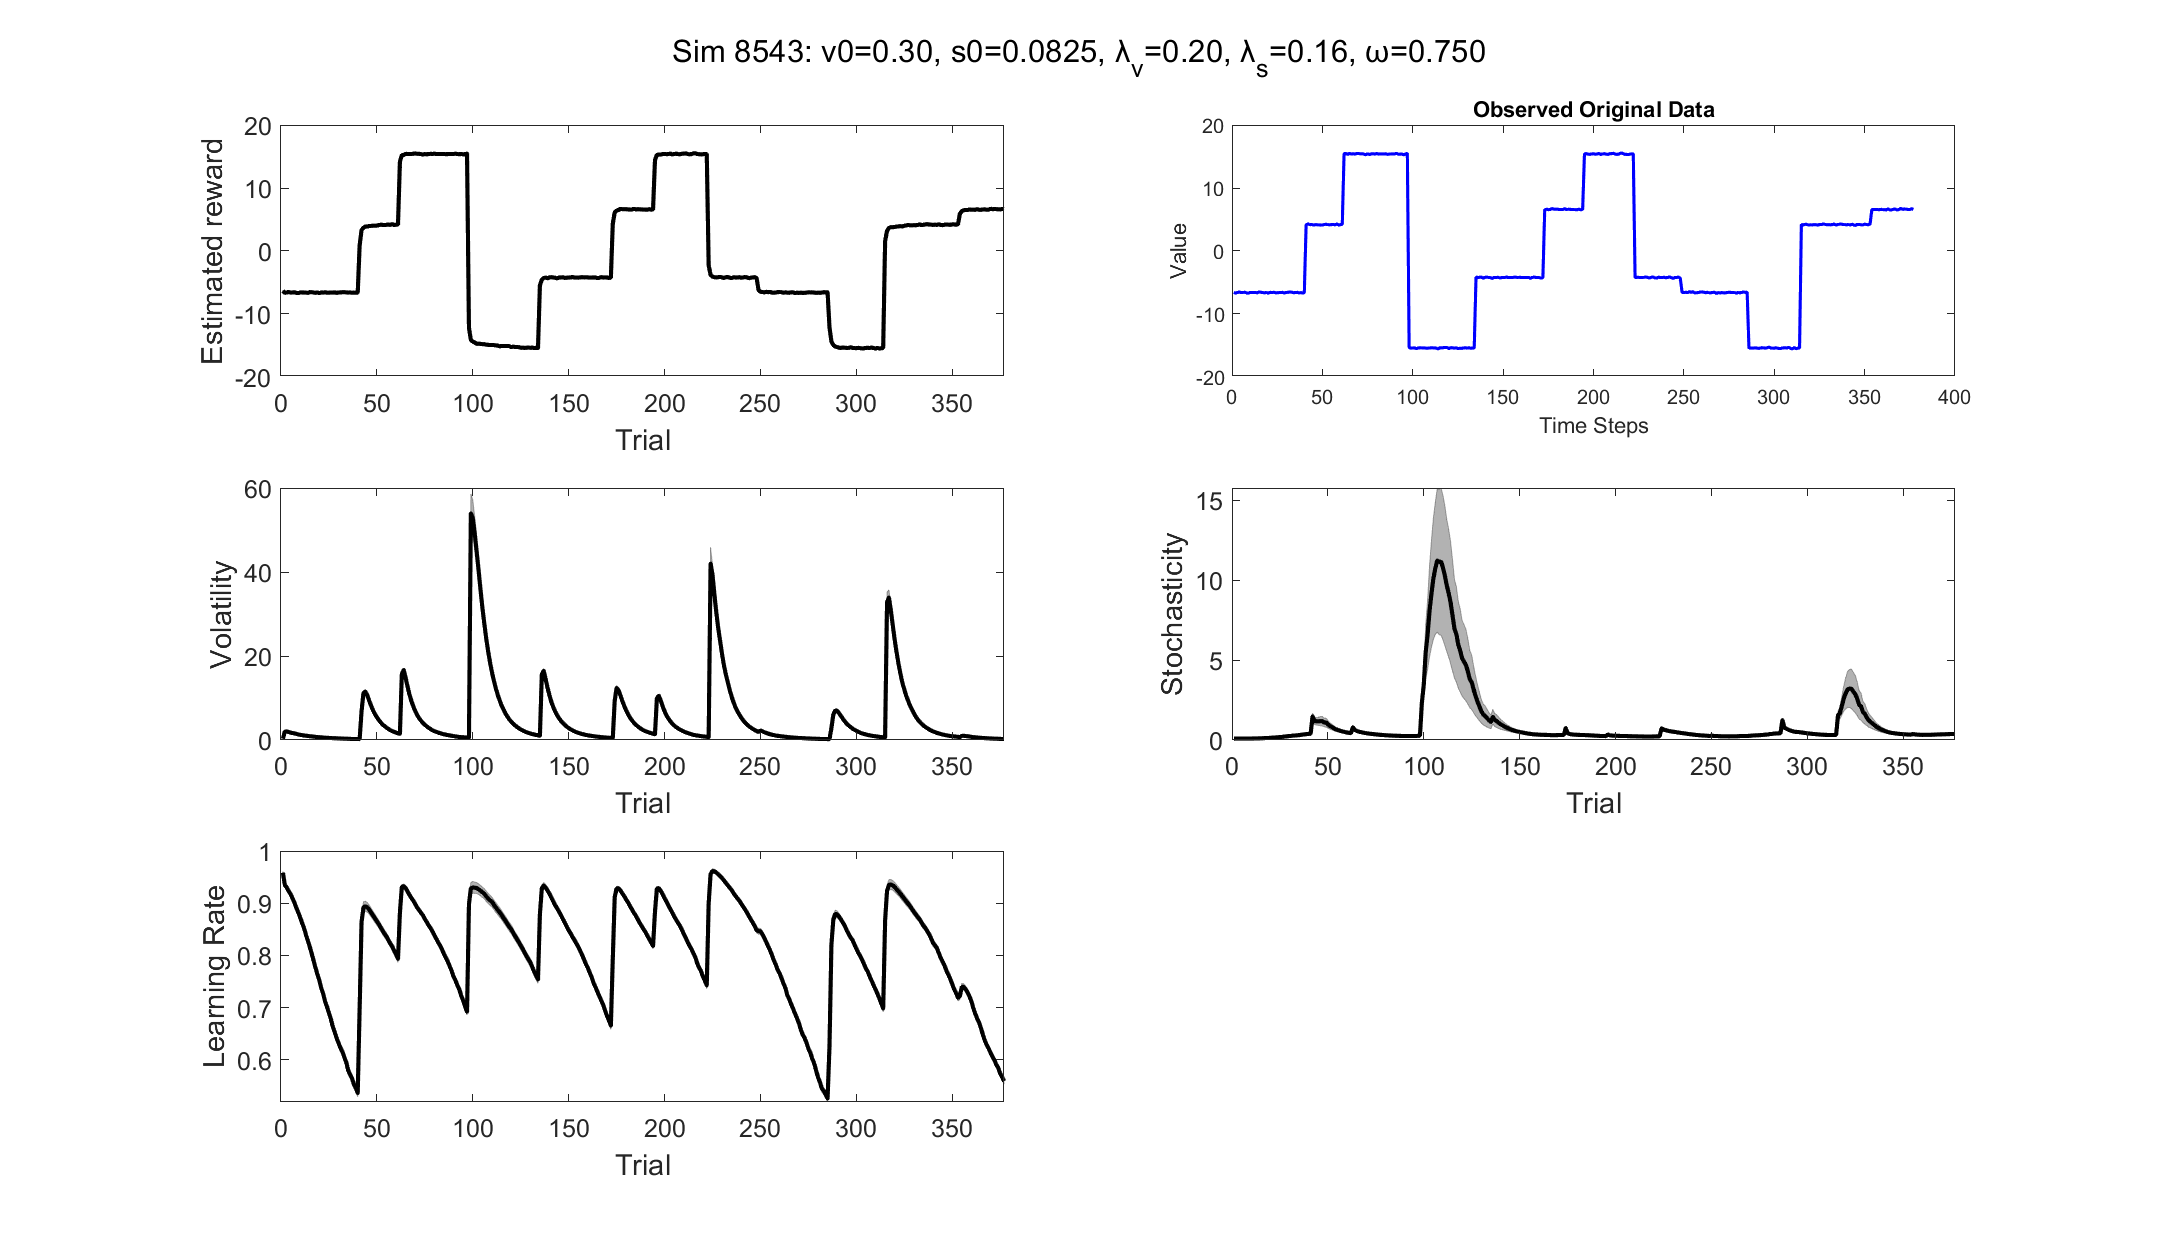 Sim 8543: v0=0.30, s0=0.0825, λ_v=0.20, λ_s=0.16, ω=0.750
20
10
0
-10
-20
Estimated reward
0 50 100 150 200 250 300 350
Trial
Observed Original Data
20
10
0
-10
-20
Value
0 50 100 150 200 250 300 350 400
Time Steps
60
40
20
0
Volatility
0 50 100 150 200 250 300 350
Trial
15
10
5
0
Stochasticity
0 50 100 150 200 250 300 350
Trial
1
0.9
0.8
0.7
0.6
Learning Rate
0 50 100 150 200 250 300 350
Trial